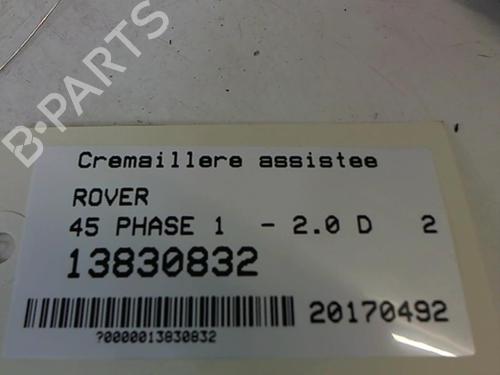 B-PARTS
Cremaillere assistee
ROVER
45 PHASE 1 - 2.0 D 2
13830832
20170492
?0000013830832